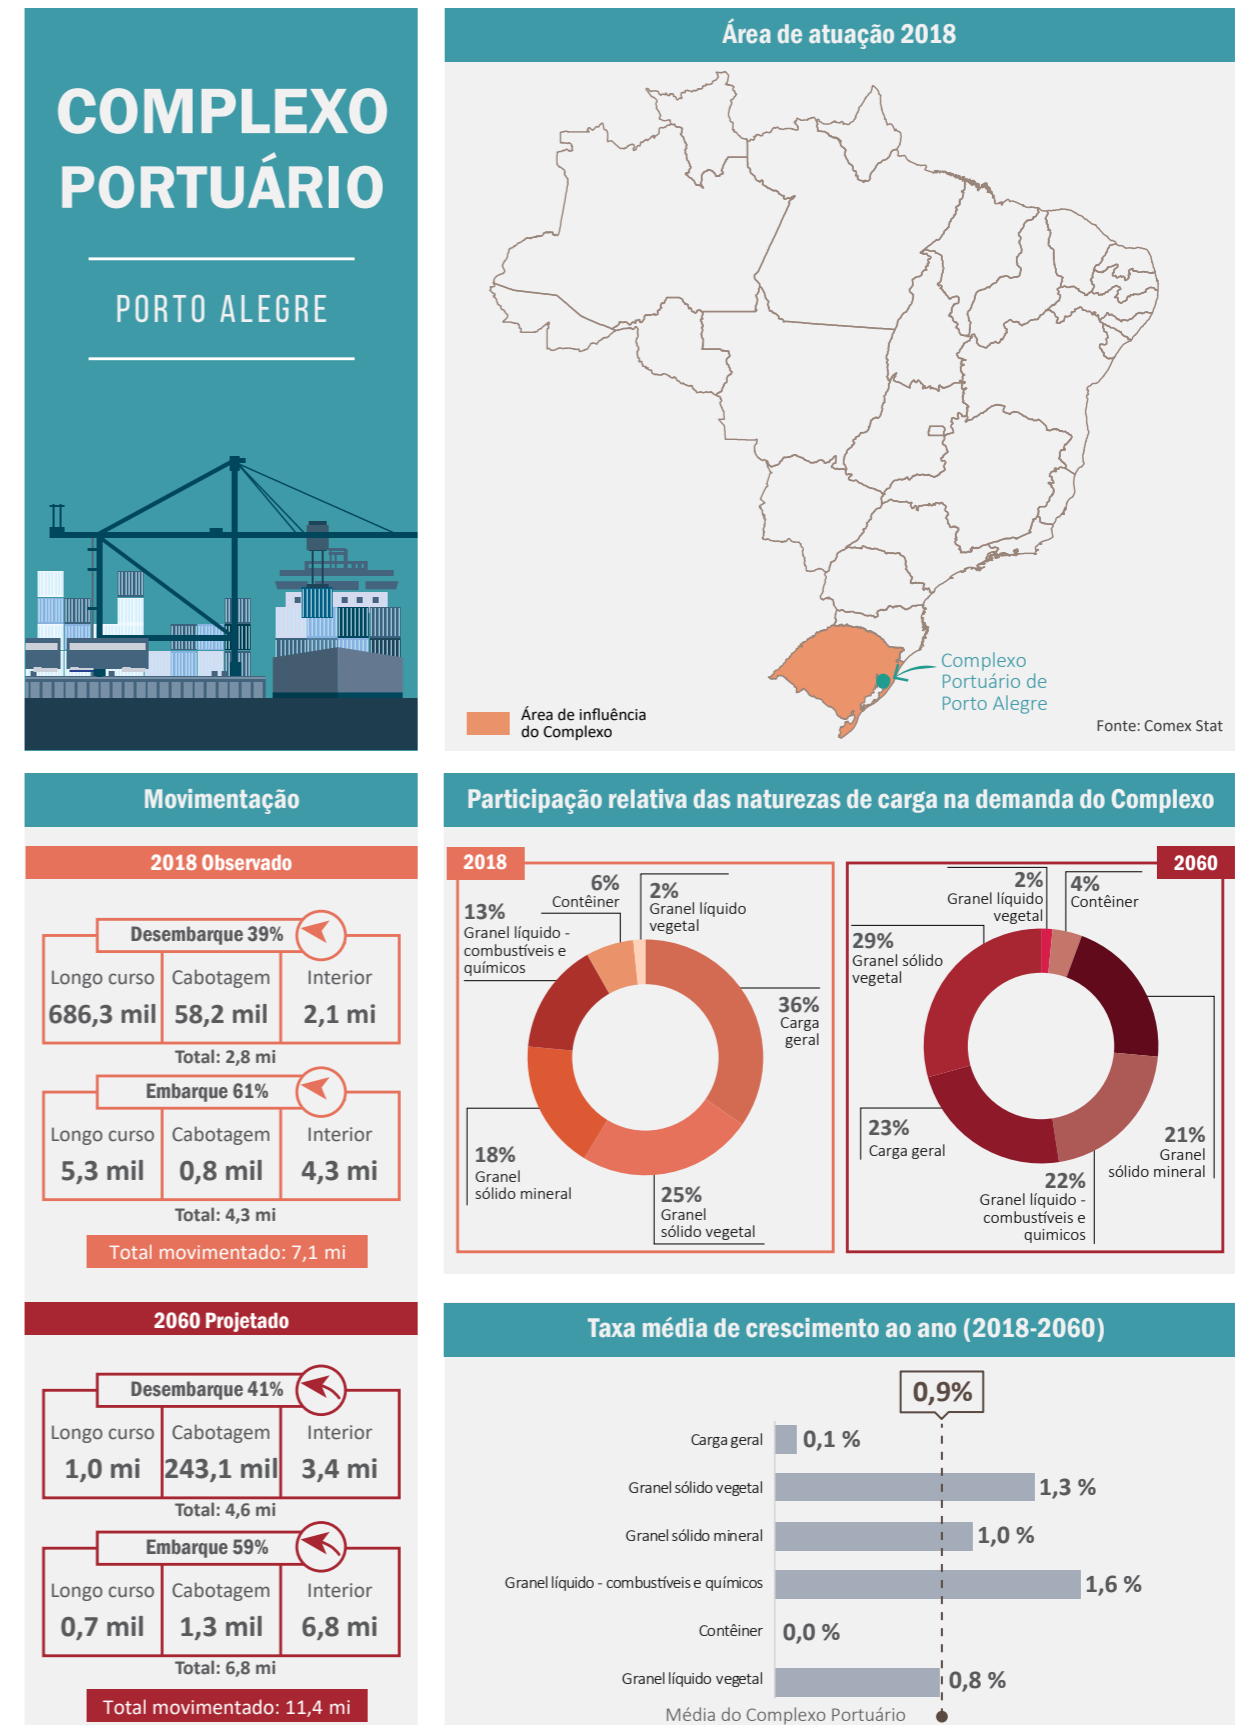 COMPLEXO
PORTUÁRIO
PORTO ALEGRE
Área de atuação 2018
Complexo
Portuário de
Porto Alegre
Área de influência
do Complexo
Fonte: Comex Stat
Movimentação
2018 Observado
Desembarque 39%
Longo curso Cabotagem Interior
686,3 mil 58,2 mil 2,1 mi
Total: 2,8 mi
Embarque 61%
Longo curso Cabotagem Interior
5,3 mil 0,8 mil 4,3 mi
Total: 4,3 mi
Total movimentado: 7,1 mi
2060 Projetado
Desembarque 41%
Longo curso Cabotagem Interior
1,0 mi 243,1 mil 3,4 mi
Total: 4,6 mi
Embarque 59%
Longo curso Cabotagem Interior
0,7 mil 1,3 mil 6,8 mi
Total: 6,8 mi
Total movimentado: 11,4 mi
Participação relativa das naturezas de carga na demanda do Complexo
2018
6%
Contêiner
2%
Granel líquido
vegetal
13%
Granel líquido -
combustíveis e
químicos
36%
Carga
geral
18%
Granel
sólido mineral
25%
Granel
sólido vegetal
2060
2%
Granel líquido
vegetal
4%
Contêiner
29%
Granel sólido
vegetal
23%
Carga geral
21%
Granel
sólido mineral
22%
Granel líquido -
combustíveis e
quimicos
Taxa média de crescimento ao ano (2018-2060)
0,9%
Carga geral 0,1 %
Granel sólido vegetal 1,3 %
Granel sólido mineral 1,0 %
Granel líquido - combustíveis e químicos 1,6 %
Contêiner 0,0 %
Granel líquido vegetal 0,8 %
Média do Complexo Portuário